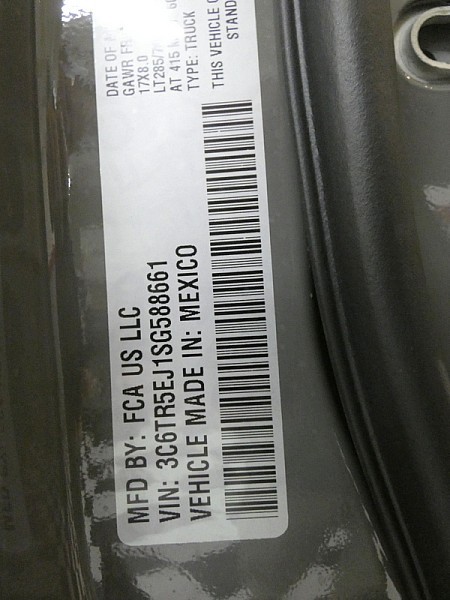 MFD BY: FCA US LLC
VIN: 3C6TR5EJ1SG588661
VEHICLE MADE IN: MEXICO
DATE OF
GAWR FR
17X8.0
LT285/7
AT 415
TYPE: TRUCK
THIS VEHICLE
STAND